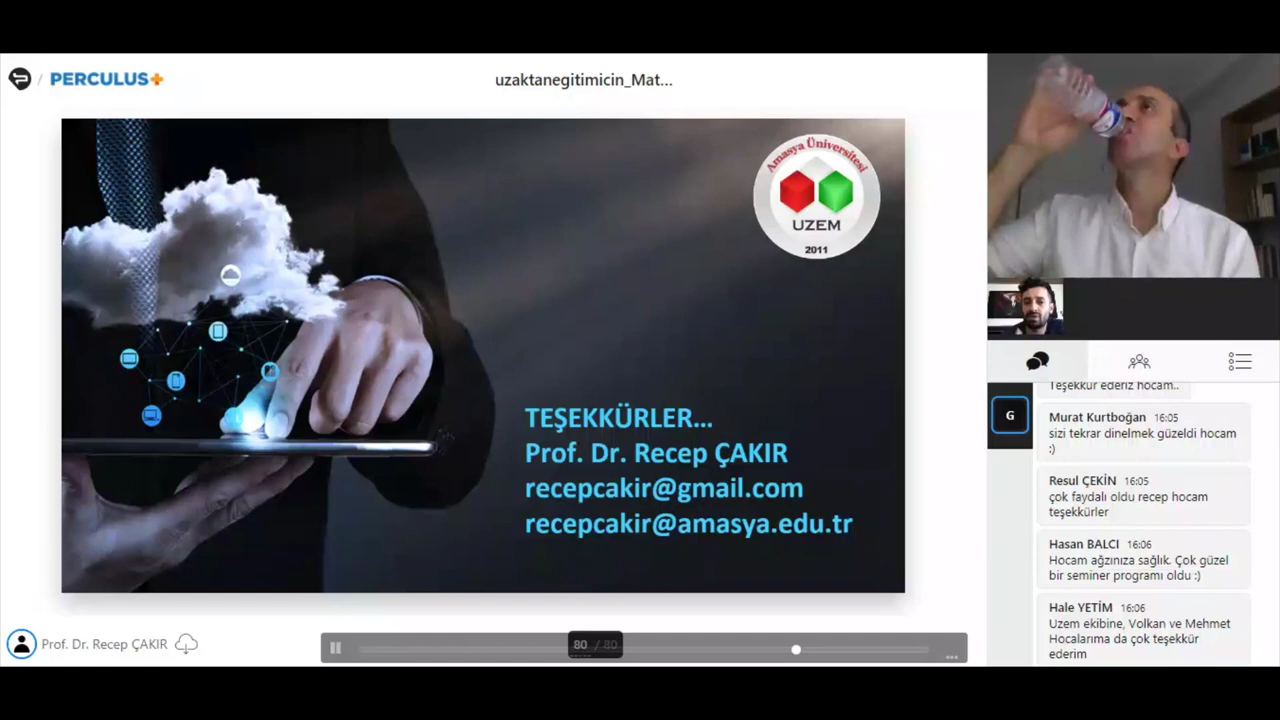 PERCULUS+
uzaktanegitimicin_Mat...
Amasya Üniversitesi
UZEM
2011
TEŞEKKÜRLER...
Prof. Dr. Recep ÇAKIR
recepcakir@gmail.com
recepcakir@amasya.edu.tr
Prof. Dr. Recep ÇAKIR
80 / 80
G
Teşekkür ederiz hocam..
Murat Kurtboğan 16:05
sizi tekrar dinelmek güzeldi hocam
:)
Resul ÇEKİN 16:05
çok faydalı oldu recep hocam
teşekkürler
Hasan BALCI 16:06
Hocam ağzınıza sağlık. Çok güzel
bir seminer programı oldu :)
Hale YETİM 16:06
Uzem ekibine, Volkan ve Mehmet
Hocalarıma da çok teşekkür
ederim